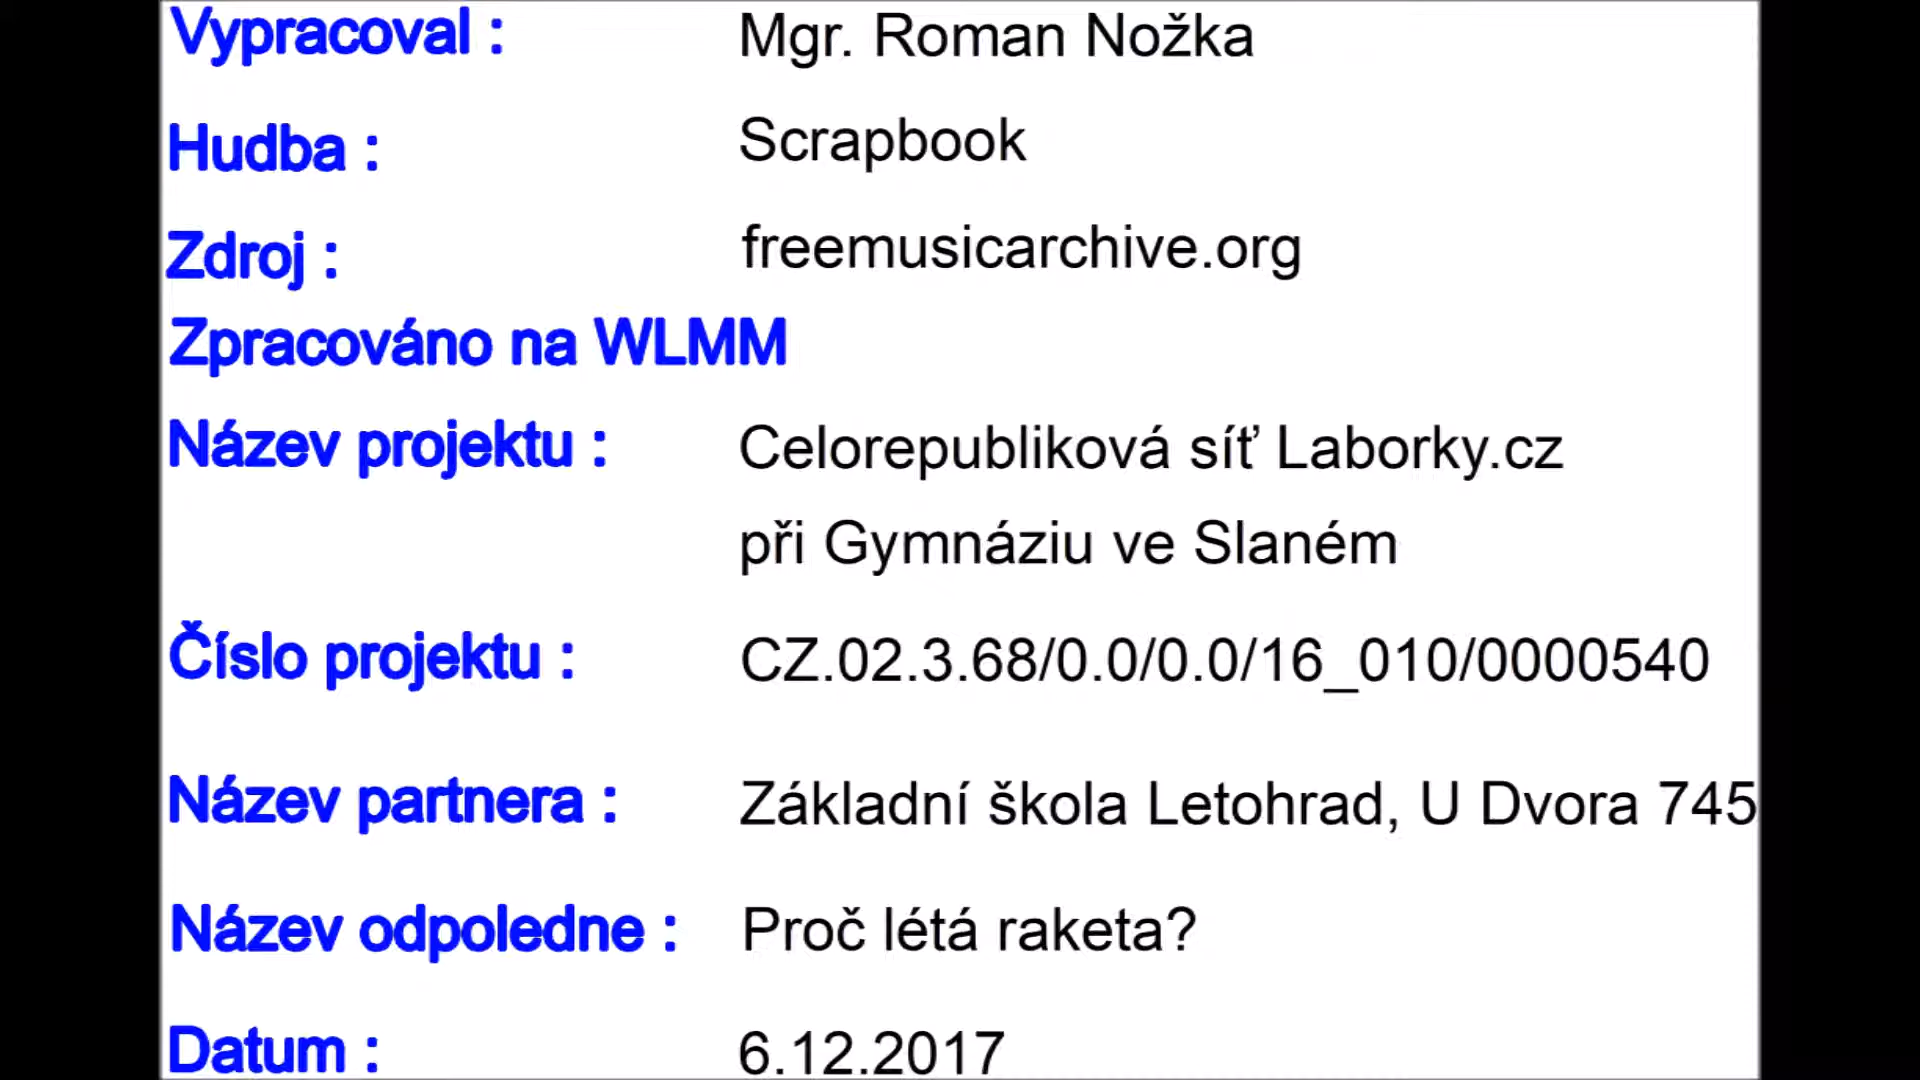 Vypracoval : Mgr. Roman Nožka
Hudba : Scrapbook
Zdroj : freemusicarchive.org
Zpracováno na WLMM
Název projektu : Celorepubliková síť Laborky.cz
při Gymnáziu ve Slaném
Číslo projektu : CZ.02.3.68/0.0/0.0/16_010/0000540
Název partnera : Základní škola Letohrad, U Dvora 745
Název odpoledne : Proč létá raketa?
Datum : 6.12.2017